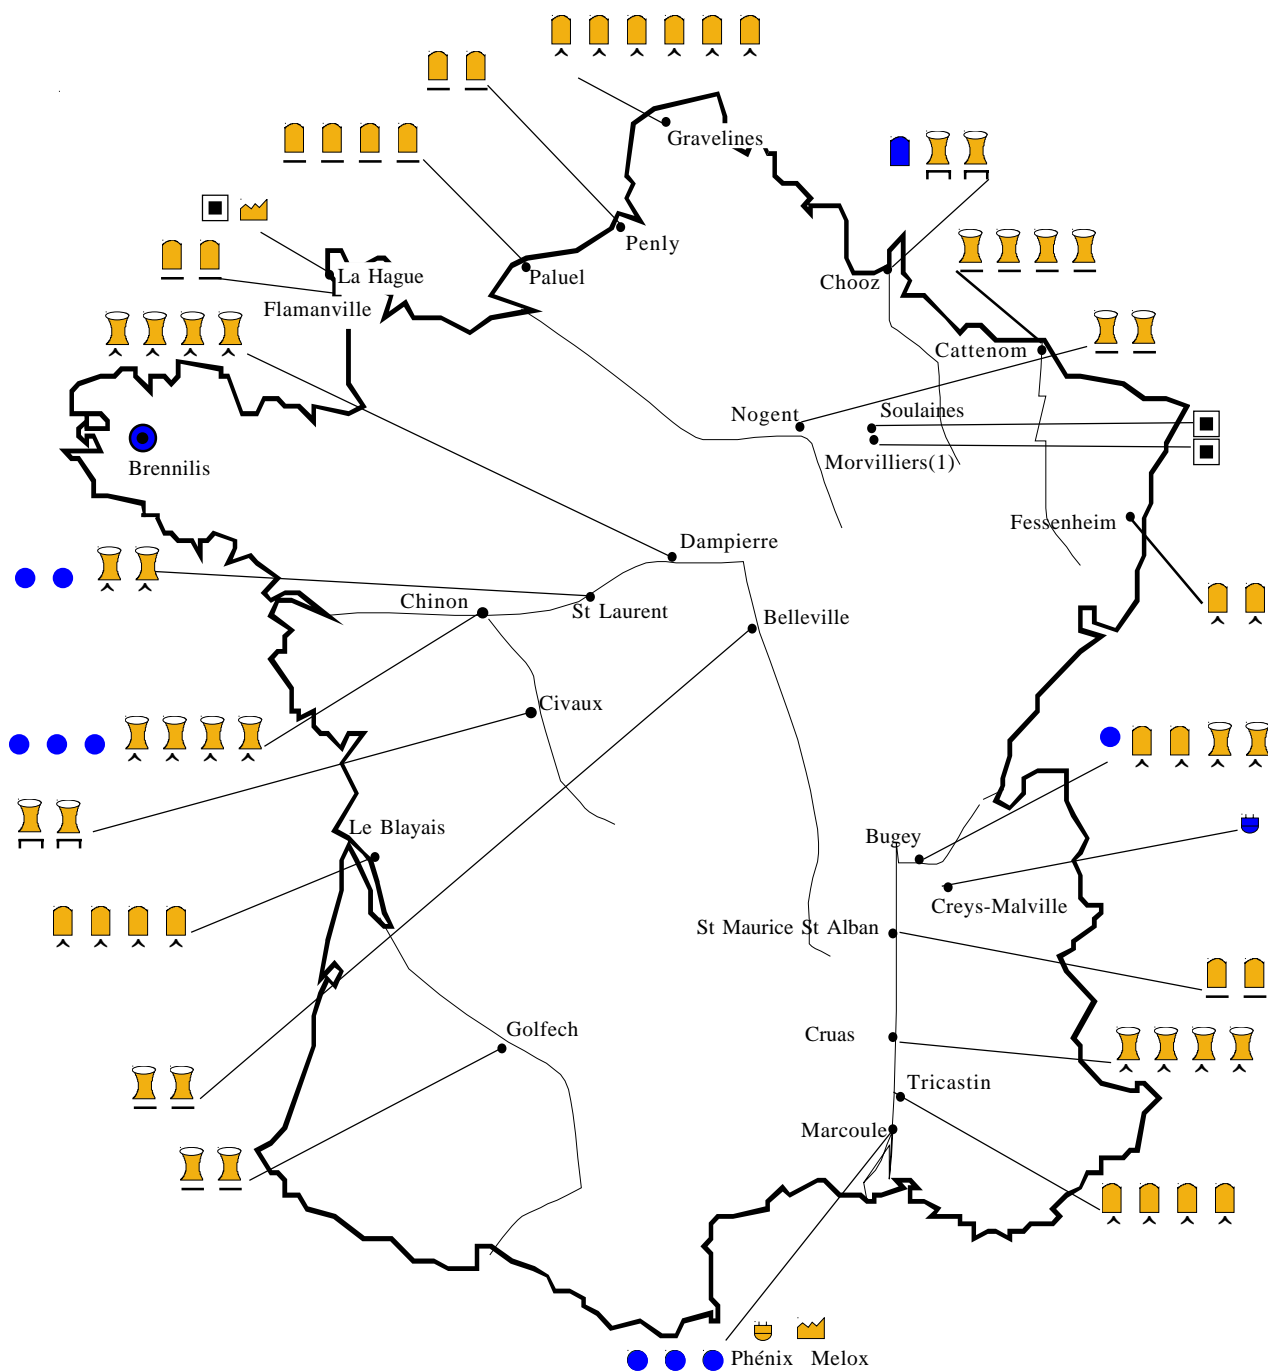 Gravelines
Penly
La Hague
Paluel
Chooz
Flamanville
Cattenom
Nogent
Soulaines
Brennilis
Morvilliers(1)
Fessenheim
Dampierre
Chinon
St Laurent
Belleville
Civaux
Le Blayais
Bugey
Creys-Malville
St Maurice St Alban
Golfech
Cruas
Tricastin
Marcoule
Phénix Melox